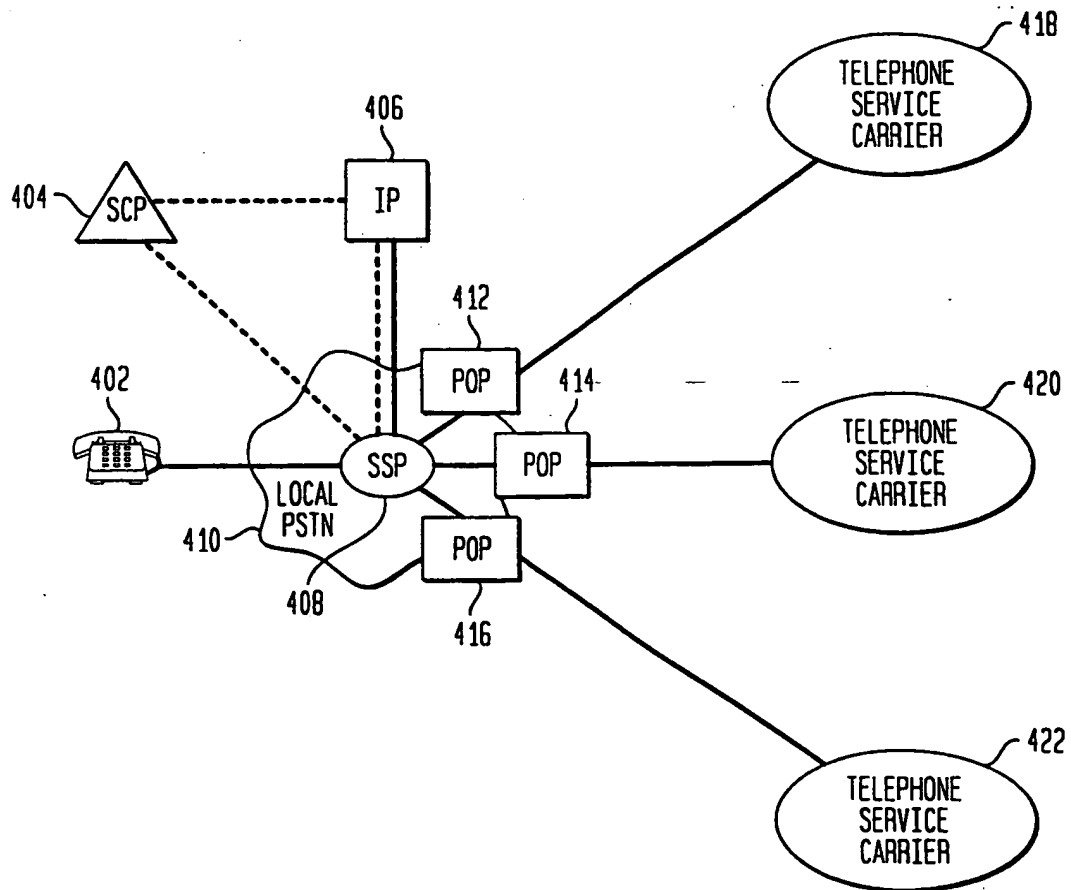 418
TELEPHONE
SERVICE
CARRIER
406
IP
404
SCP
412
POP
414
POP
402
SSP
LOCAL
PSTN
410
408
POP
416
420
TELEPHONE
SERVICE
CARRIER
422
TELEPHONE
SERVICE
CARRIER